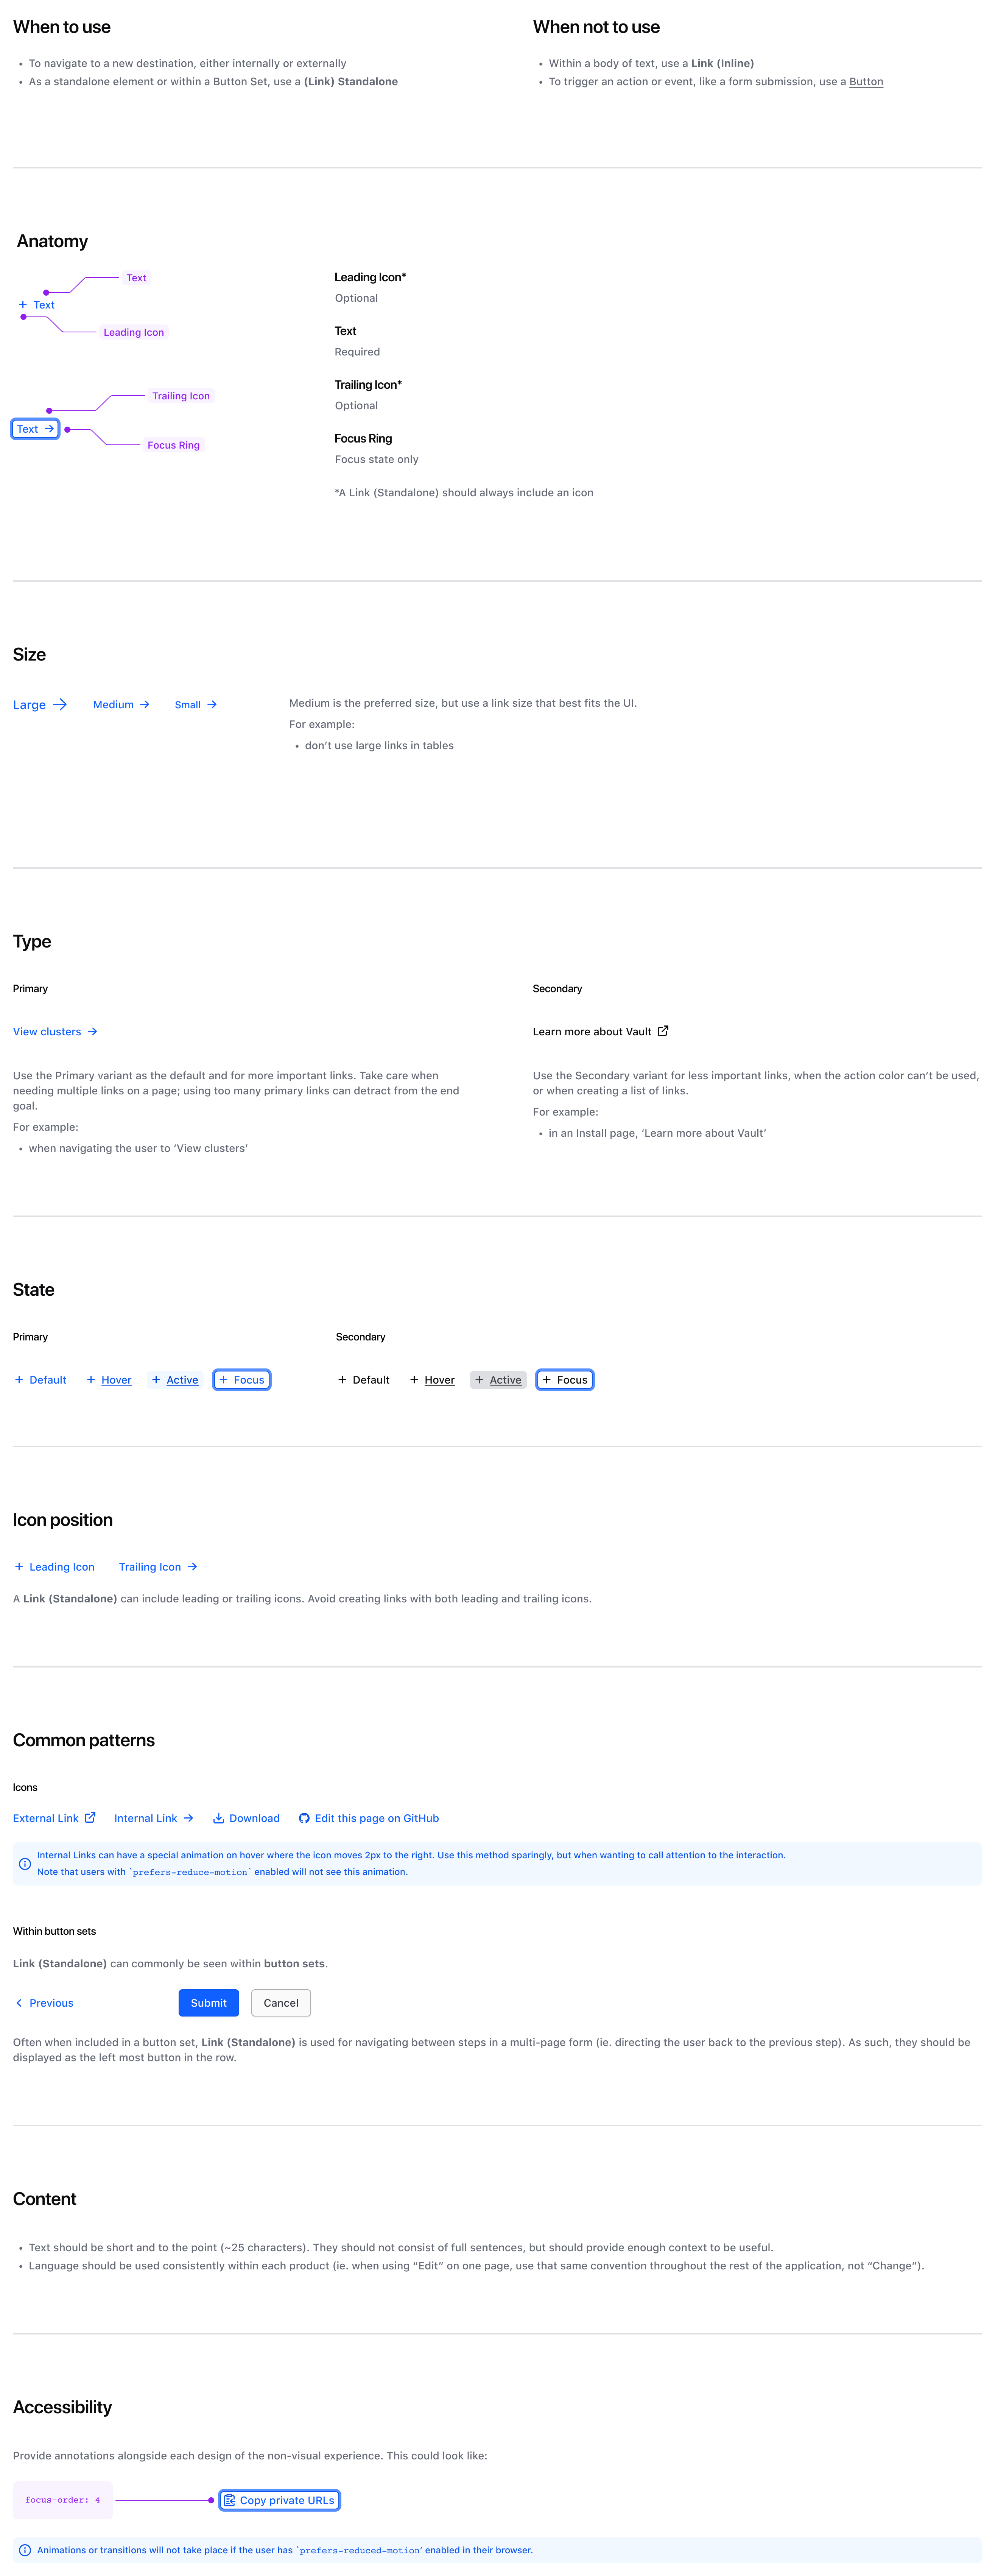 When to use
• To navigate to a new destination, either internally or externally
• As a standalone element or within a Button Set, use a (Link) Standalone
When not to use
• Within a body of text, use a Link (Inline)
• To trigger an action or event, like a form submission, use a Button
Anatomy
Text
+ Text
Leading Icon
Trailing Icon
Text →
Focus Ring
Leading Icon*
Optional
Text
Required
Trailing Icon*
Optional
Focus Ring
Focus state only
*A Link (Standalone) should always include an icon
Size
Large → Medium → Small →
Medium is the preferred size, but use a link size that best fits the UI.
For example:
• don't use large links in tables
Type
Primary
View clusters →
Use the Primary variant as the default and for more important links. Take care when
needing multiple links on a page; using too many primary links can detract from the end
goal.
For example:
• when navigating the user to ‘View clusters’
Secondary
Learn more about Vault
Use the Secondary variant for less important links, when the action color can’t be used,
or when creating a list of links.
For example:
• in an Install page, ‘Learn more about Vault’
State
Primary
+ Default + Hover + Active + Focus
Secondary
+ Default + Hover + Active + Focus
Icon position
+ Leading Icon Trailing Icon →
A Link (Standalone) can include leading or trailing icons. Avoid creating links with both leading and trailing icons.
Common patterns
Icons
External Link Internal Link → Download Edit this page on GitHub
Internal Links can have a special animation on hover where the icon moves 2px to the right. Use this method sparingly, but when wanting to call attention to the interaction.
Note that users with `prefers-reduce-motion` enabled will not see this animation.
Within button sets
Link (Standalone) can commonly be seen within button sets.
< Previous Submit Cancel
Often when included in a button set, Link (Standalone) is used for navigating between steps in a multi-page form (ie. directing the user back to the previous step). As such, they should be
displayed as the left most button in the row.
Content
• Text should be short and to the point (~25 characters). They should not consist of full sentences, but should provide enough context to be useful.
• Language should be used consistently within each product (ie. when using “Edit” on one page, use that same convention throughout the rest of the application, not “Change”).
Accessibility
Provide annotations alongside each design of the non-visual experience. This could look like:
focus-order: 4
Copy private URLs
Animations or transitions will not take place if the user has `prefers-reduced-motion' enabled in their browser.